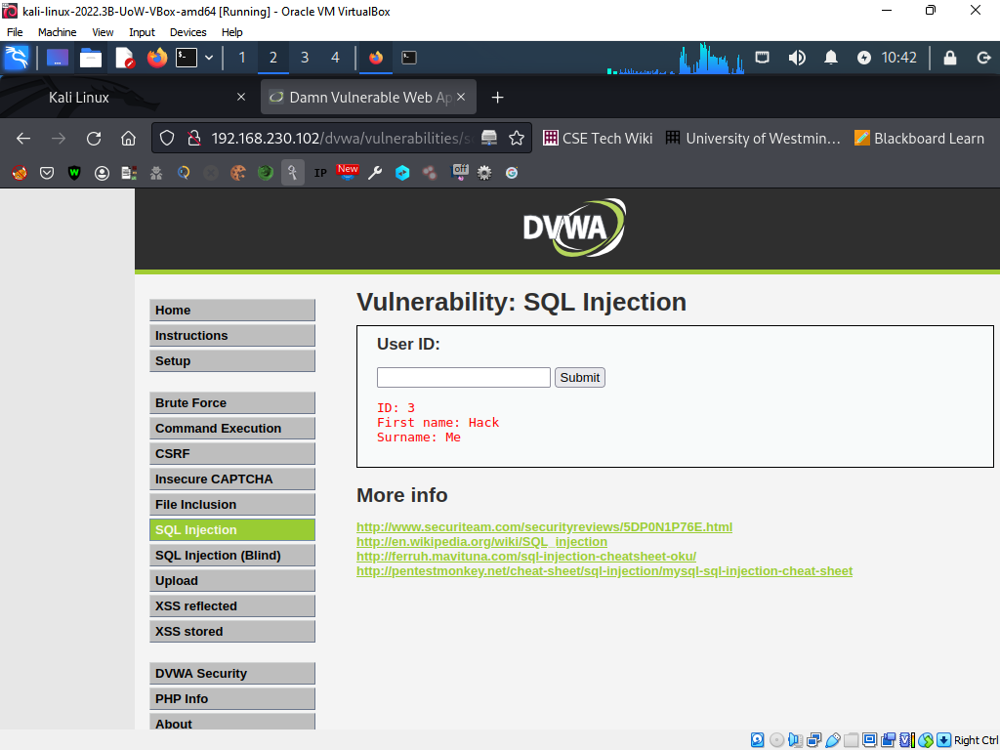 kali-linux-2022.3B-UoW-VBox-amd64 [Running] - Oracle VM VirtualBox
File Machine View Input Devices Help
1 2 3 4 10:42
Kali Linux
Damn Vulnerable Web Ap
192.168.230.102/dvwa/vulnerabilities/s
CSE Tech Wiki
University of Westmin…
Blackboard Learn
IP New off
DVWA
Home
Instructions
Setup
Brute Force
Command Execution
CSRF
Insecure CAPTCHA
File Inclusion
SQL Injection
SQL Injection (Blind)
Upload
XSS reflected
XSS stored
DVWA Security
PHP Info
About
Vulnerability: SQL Injection
User ID:
Submit
ID: 3
First name: Hack
Surname: Me
More info
http://www.securiteam.com/securityreviews/5DP0N1P76E.html
http://en.wikipedia.org/wiki/SQL_injection
http://ferruh.mavituna.com/sql-injection-cheatsheet-oku/
http://pentestmonkey.net/cheat-sheet/sql-injection/mysql-sql-injection-cheat-sheet
Right Ctrl